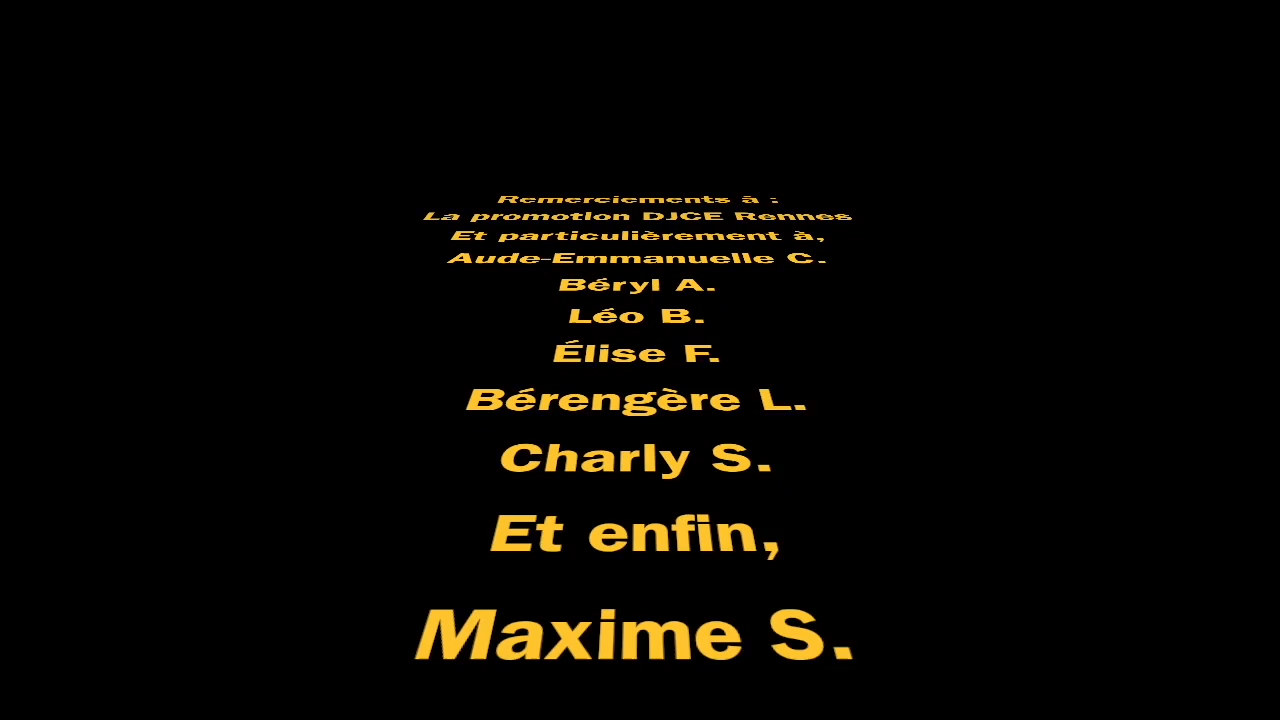 Remerciements à :
La promotion DJCE Rennes
Et particulièrement à,
Aude-Emmanuelle C.
Béryl A.
Léo B.
Élise F.
Bérengère L.
Charly S.
Et enfin,
Maxime S.